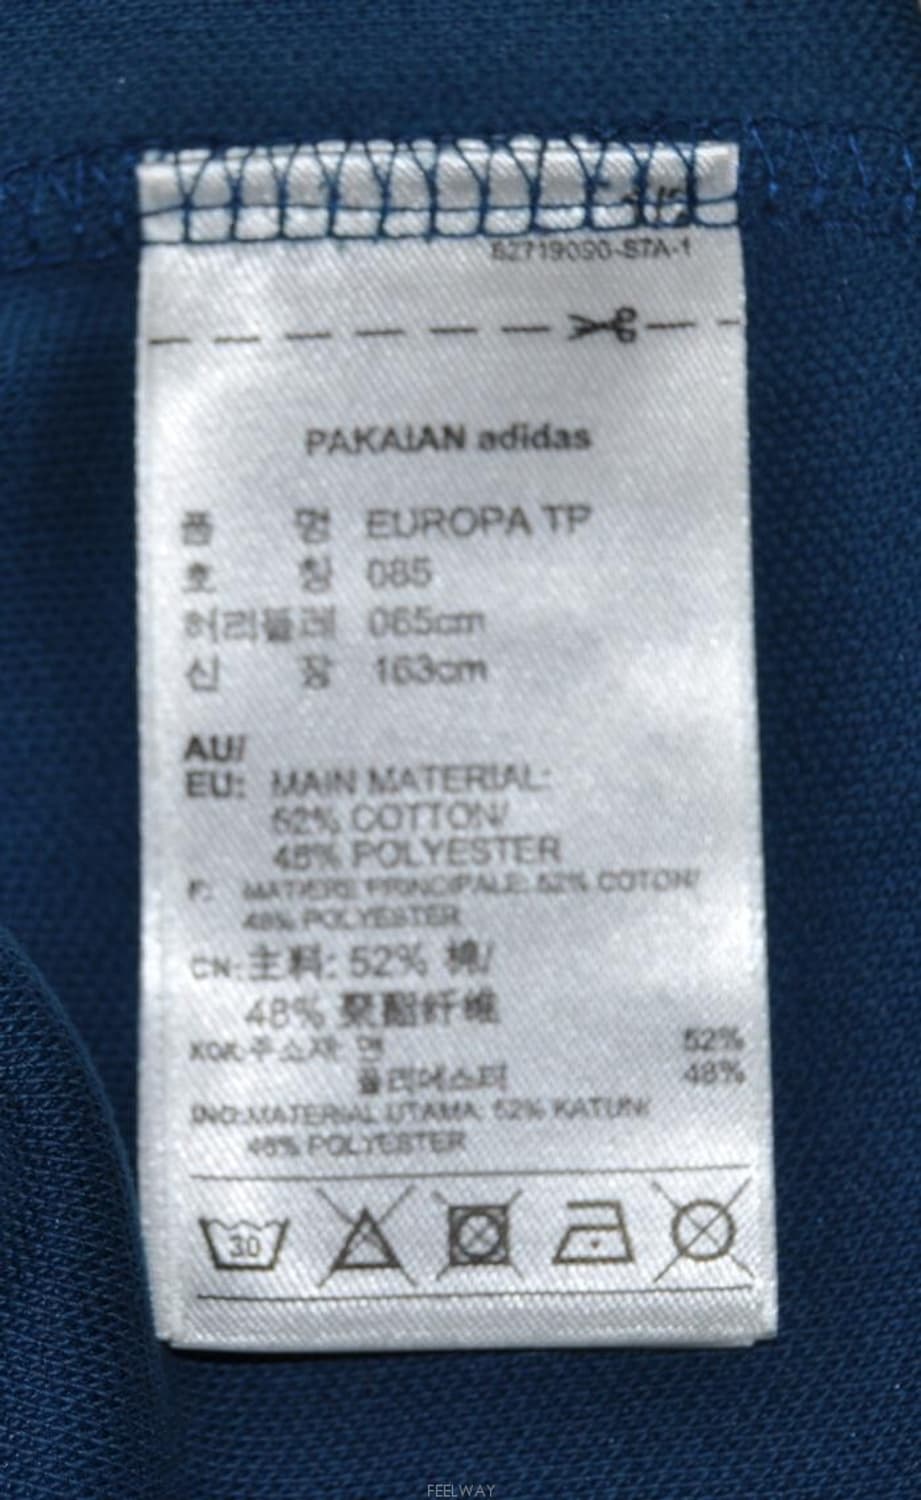 62719090-S7A-1
PAKAIAN adidas
품 명 EUROPA TP
호 칭 085
허리둘레 065cm
신 장 163cm
AU/
EU: MAIN MATERIAL:
52% COTTON/
48% POLYESTER
F: MATIERE PRINCIPALE: 52% COTON/
48% POLYESTER
CN: 主料: 52% 棉/
48% 聚酯纤维
KOR: 주소재: 면 52%
폴리에스터 48%
IND: MATERIAL UTAMA: 52% KATUN/
48% POLYESTER
30
FEELWAY